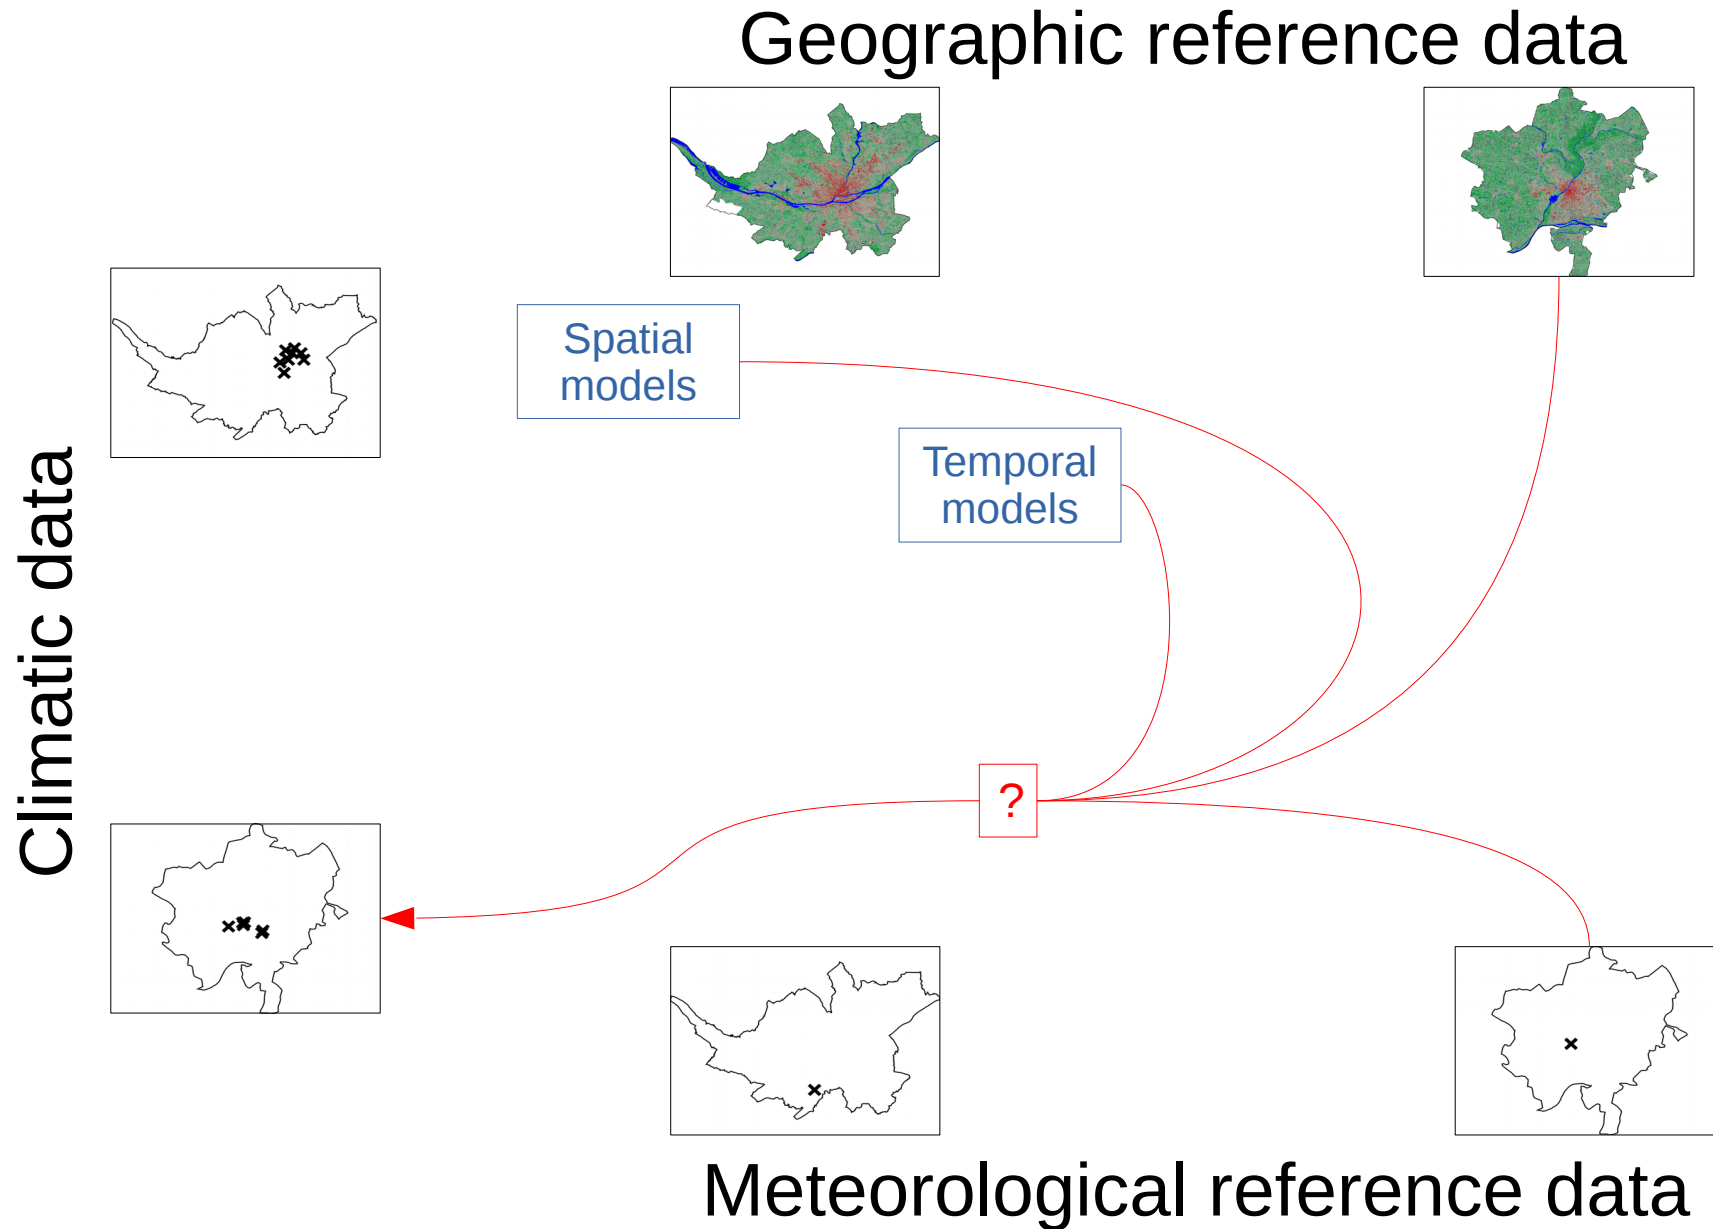 Geographic reference data
Spatial
models
Temporal
models
Climatic data
?
Meteorological reference data